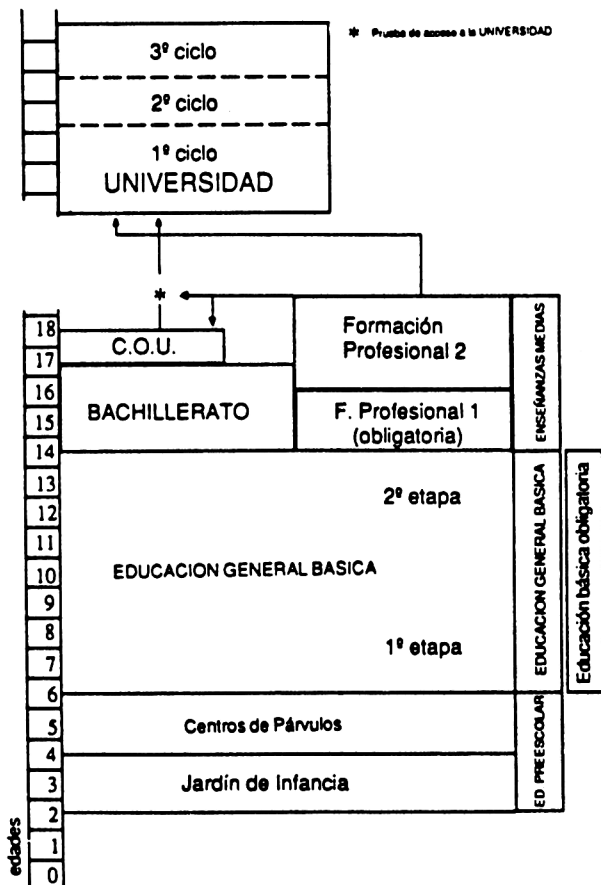 * Prueba de acceso a la UNIVERSIDAD
3º ciclo
2º ciclo
1º ciclo
UNIVERSIDAD
*
18
17
16
15
14
13
12
11
10
9
8
7
6
5
4
3
2
1
0
edades
C.O.U.
BACHILLERATO
Formación
Profesional 2
F. Profesional 1
(obligatoria)
ENSEÑANZAS MEDIAS
2º etapa
EDUCACION GENERAL BASICA
1º etapa
EDUCACION GENERAL BASICA
Educación básica obligatoria
Centros de Párvulos
Jardín de Infancia
ED PREESCOLAR